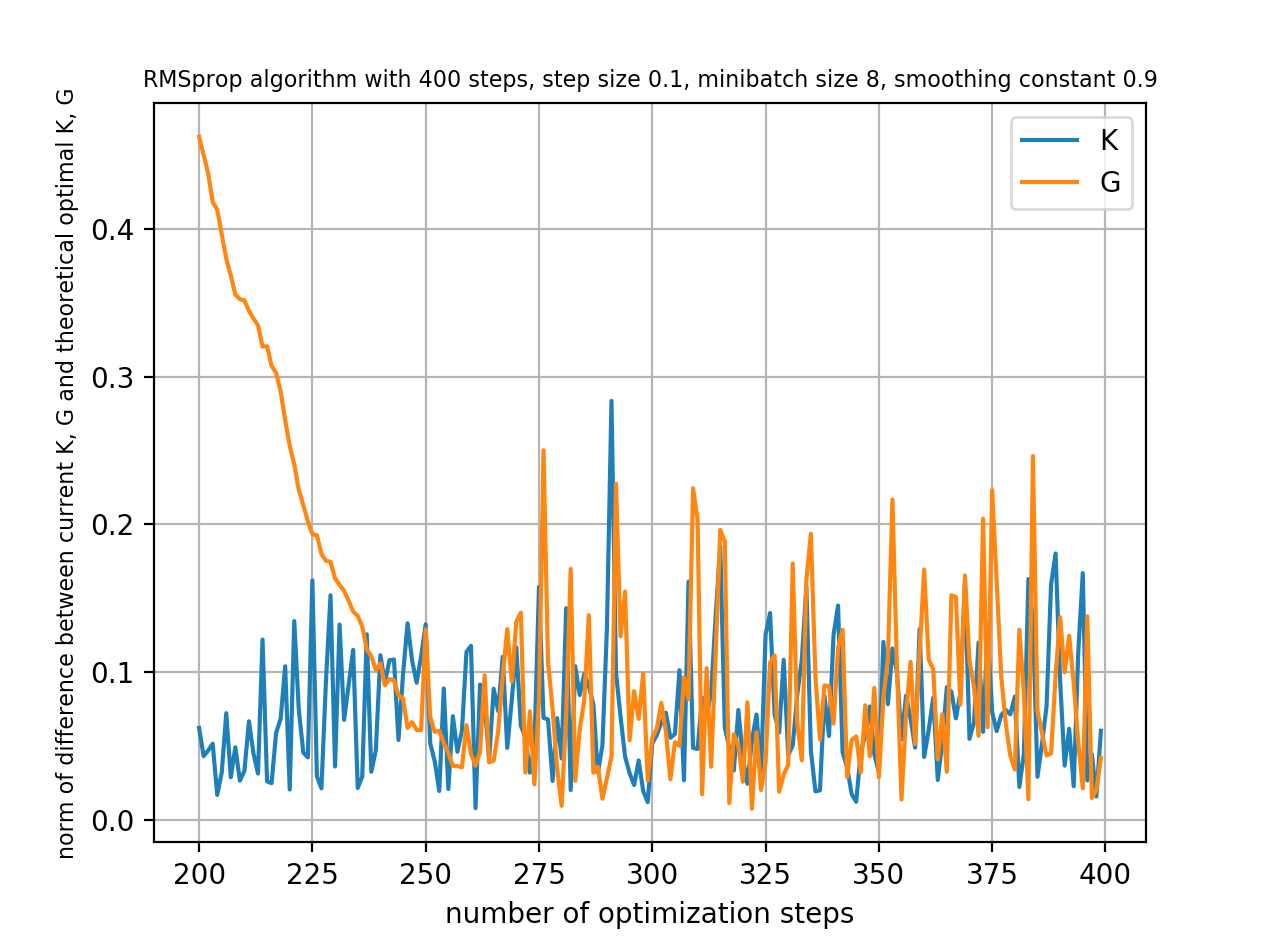 RMSprop algorithm with 400 steps, step size 0.1, minibatch size 8, smoothing constant 0.9
norm of difference between current K, G and theoretical optimal K, G
K
G
0.4
0.3
0.2
0.1
0.0
200 225 250 275 300 325 350 375 400
number of optimization steps